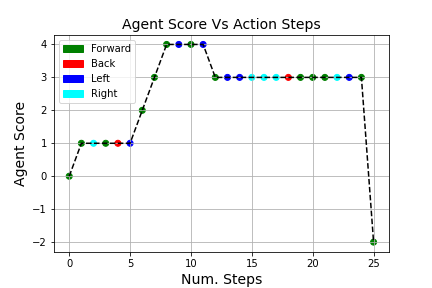 Agent Score Vs Action Steps
Forward
Back
Left
Right
4
3
2
1
0
−1
−2
Agent Score
0 5 10 15 20 25
Num. Steps